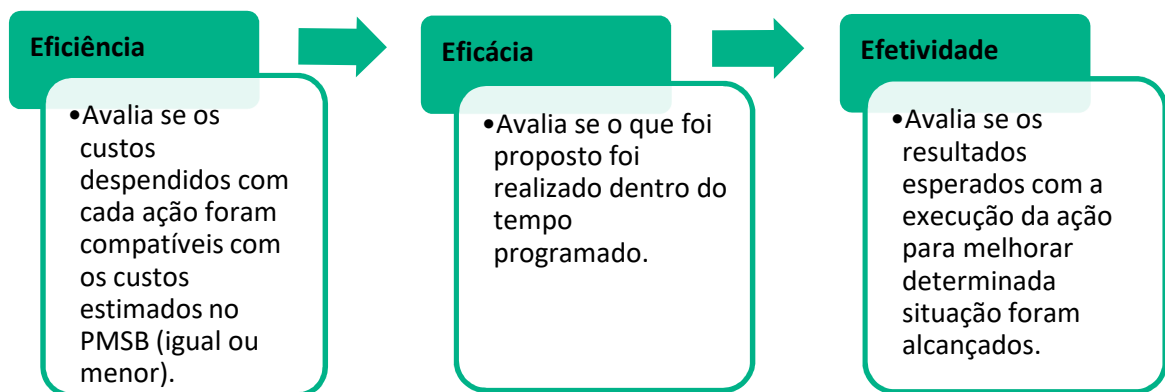 Eficiência
•Avalia se os
custos
despendidos com
cada ação foram
compatíveis com
os custos
estimados no
PMSB (igual ou
menor).
Eficácia
•Avalia se o que foi
proposto foi
realizado dentro do
tempo
programado.
Efetividade
•Avalia se os
resultados
esperados com a
execução da ação
para melhorar
determinada
situação foram
alcançados.